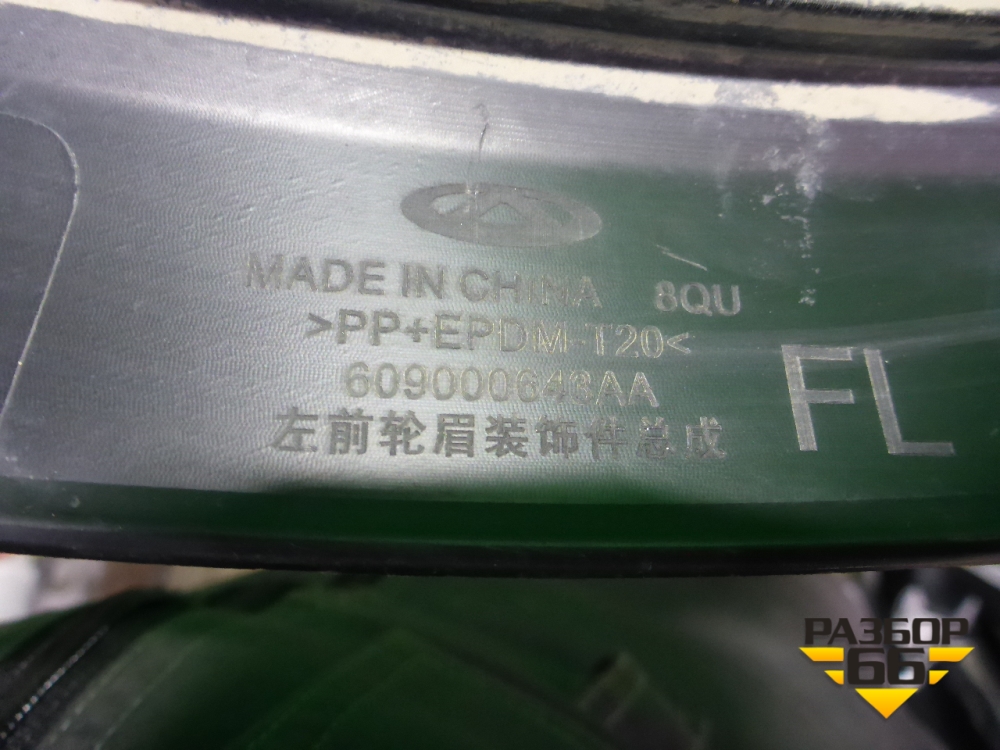 MADE IN CHINA 8QU
>PP+EPDM-T20<
609000643AA
左前轮眉装饰件总成
FL
РАЗБОР
66